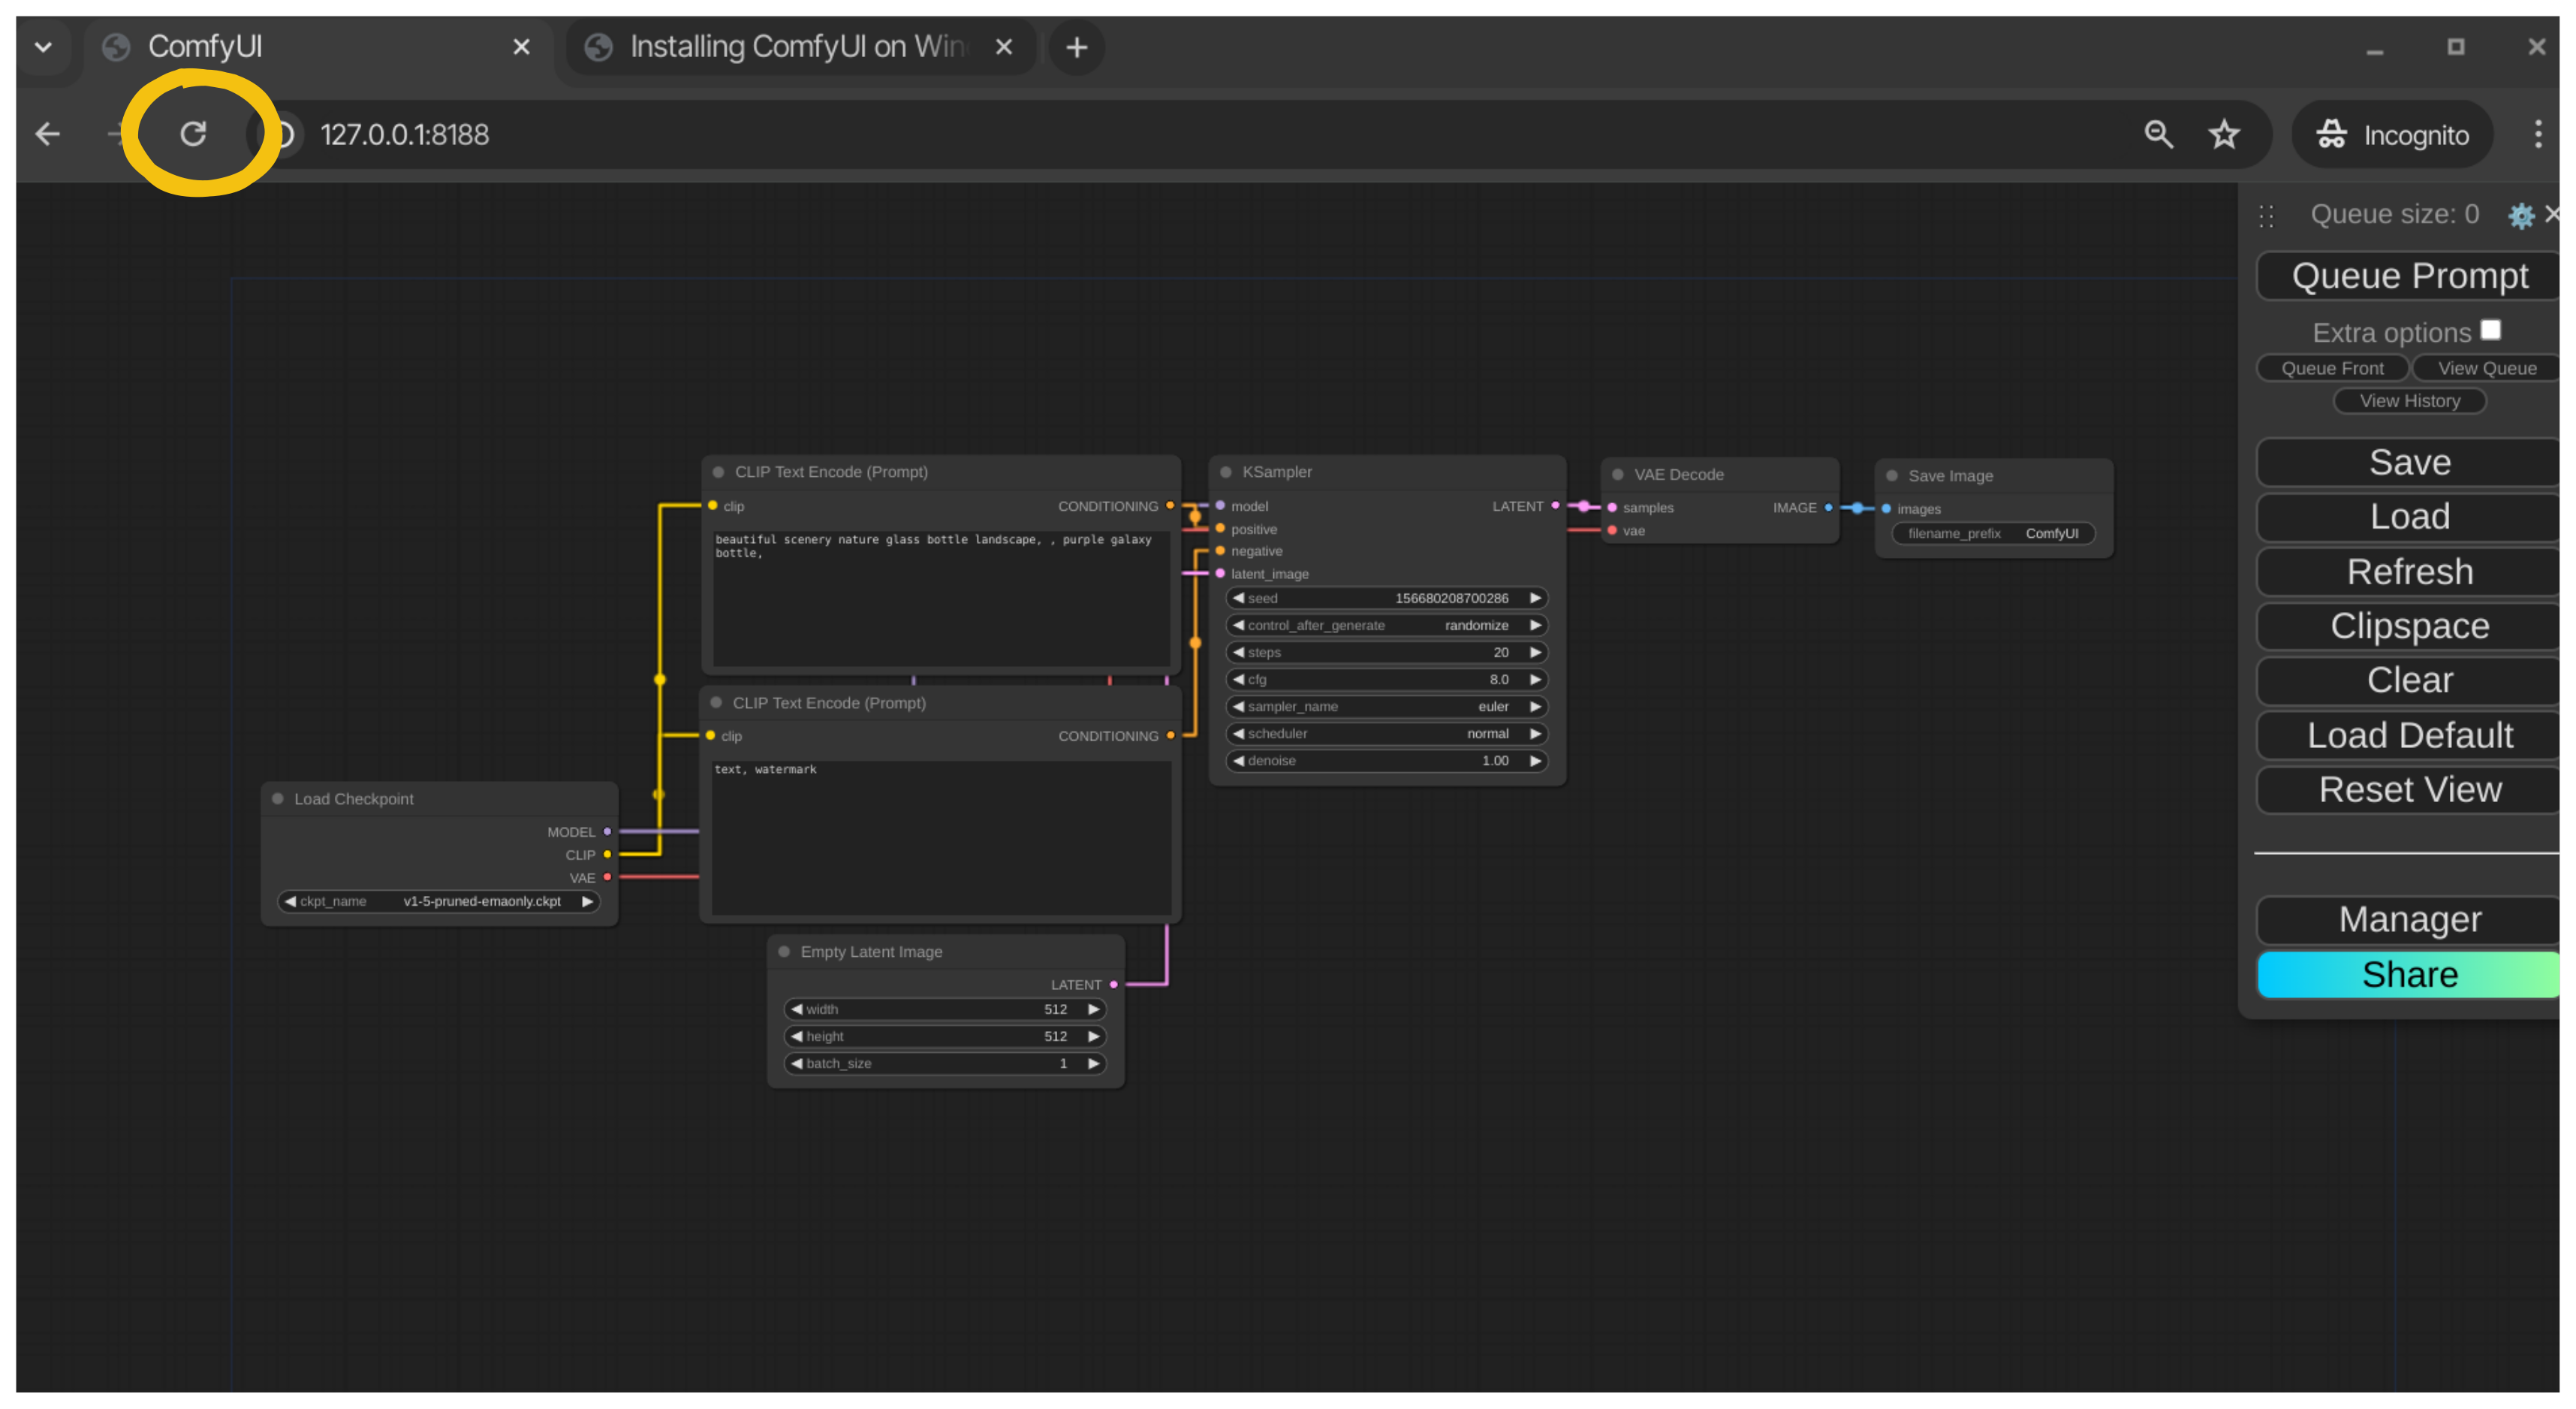 ComfyUI
Installing ComfyUI on Win
127.0.0.1:8188
Incognito
Queue size: 0
Queue Prompt
Extra options
Queue Front View Queue
View History
Save
Load
Refresh
Clipspace
Clear
Load Default
Reset View
Manager
Share
Load Checkpoint
MODEL
CLIP
VAE
ckpt_name v1-5-pruned-emaonly.ckpt
CLIP Text Encode (Prompt)
clip CONDITIONING
beautiful scenery nature glass bottle landscape, , purple galaxy
bottle,
CLIP Text Encode (Prompt)
clip CONDITIONING
text, watermark
Empty Latent Image
LATENT
width 512
height 512
batch_size 1
KSampler
model LATENT
positive
negative
latent_image
seed 156680208700286
control_after_generate randomize
steps 20
cfg 8.0
sampler_name euler
scheduler normal
denoise 1.00
VAE Decode
samples IMAGE
vae
Save Image
images
filename_prefix ComfyUI